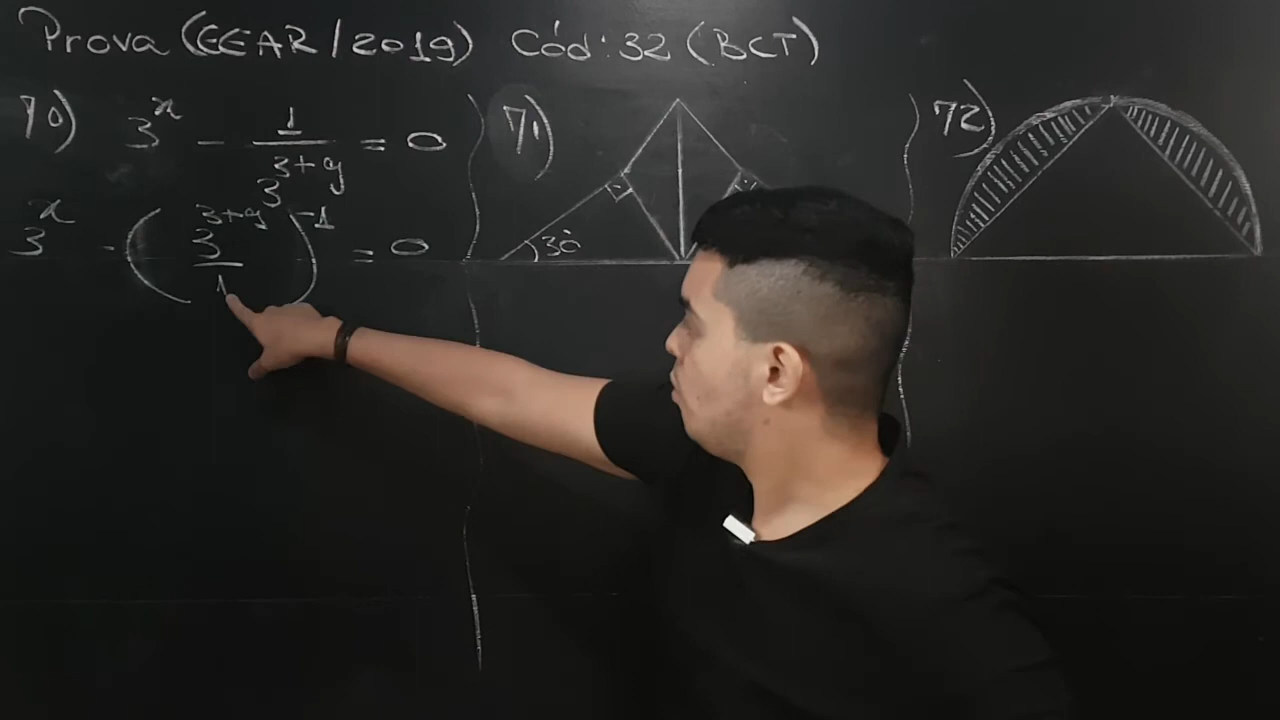 Prova (EEAR/2019) Cód: 32 (BCT)
70) 3^x - 1/3^{3+y} = 0
3^x - (3^{3+y}/1)^{-1} = 0
71)
30°
72)